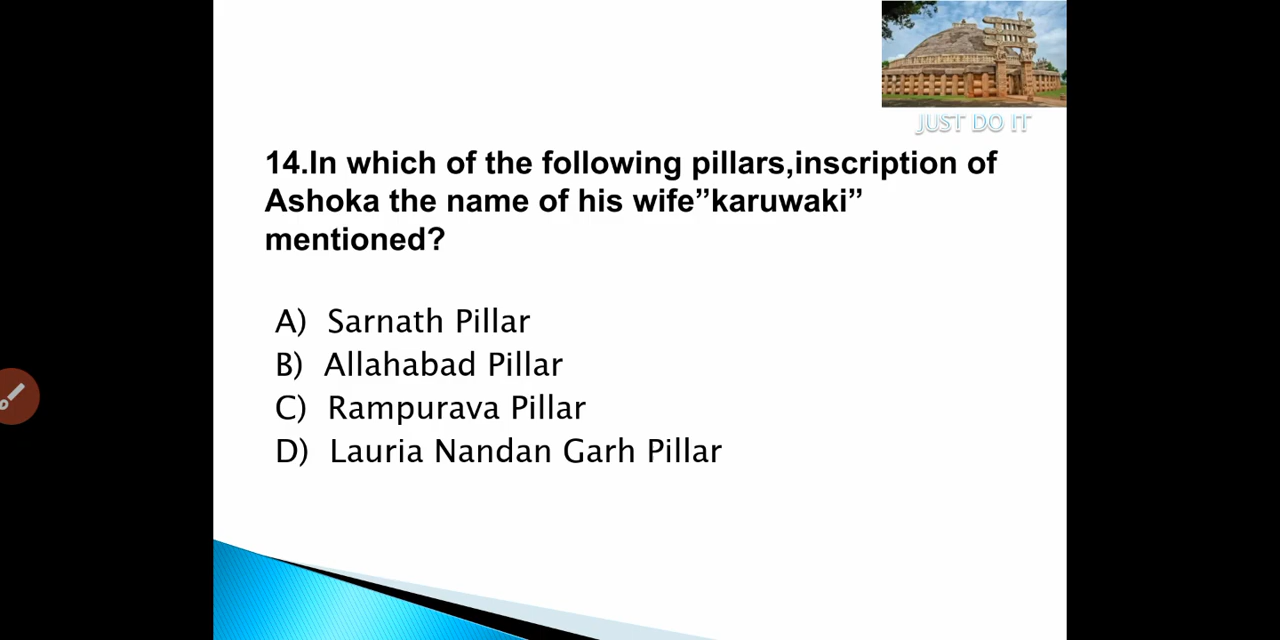 JUST DO IT
14.In which of the following pillars,inscription of
Ashoka the name of his wife”karuwaki”
mentioned?
A) Sarnath Pillar
B) Allahabad Pillar
C) Rampurava Pillar
D) Lauria Nandan Garh Pillar